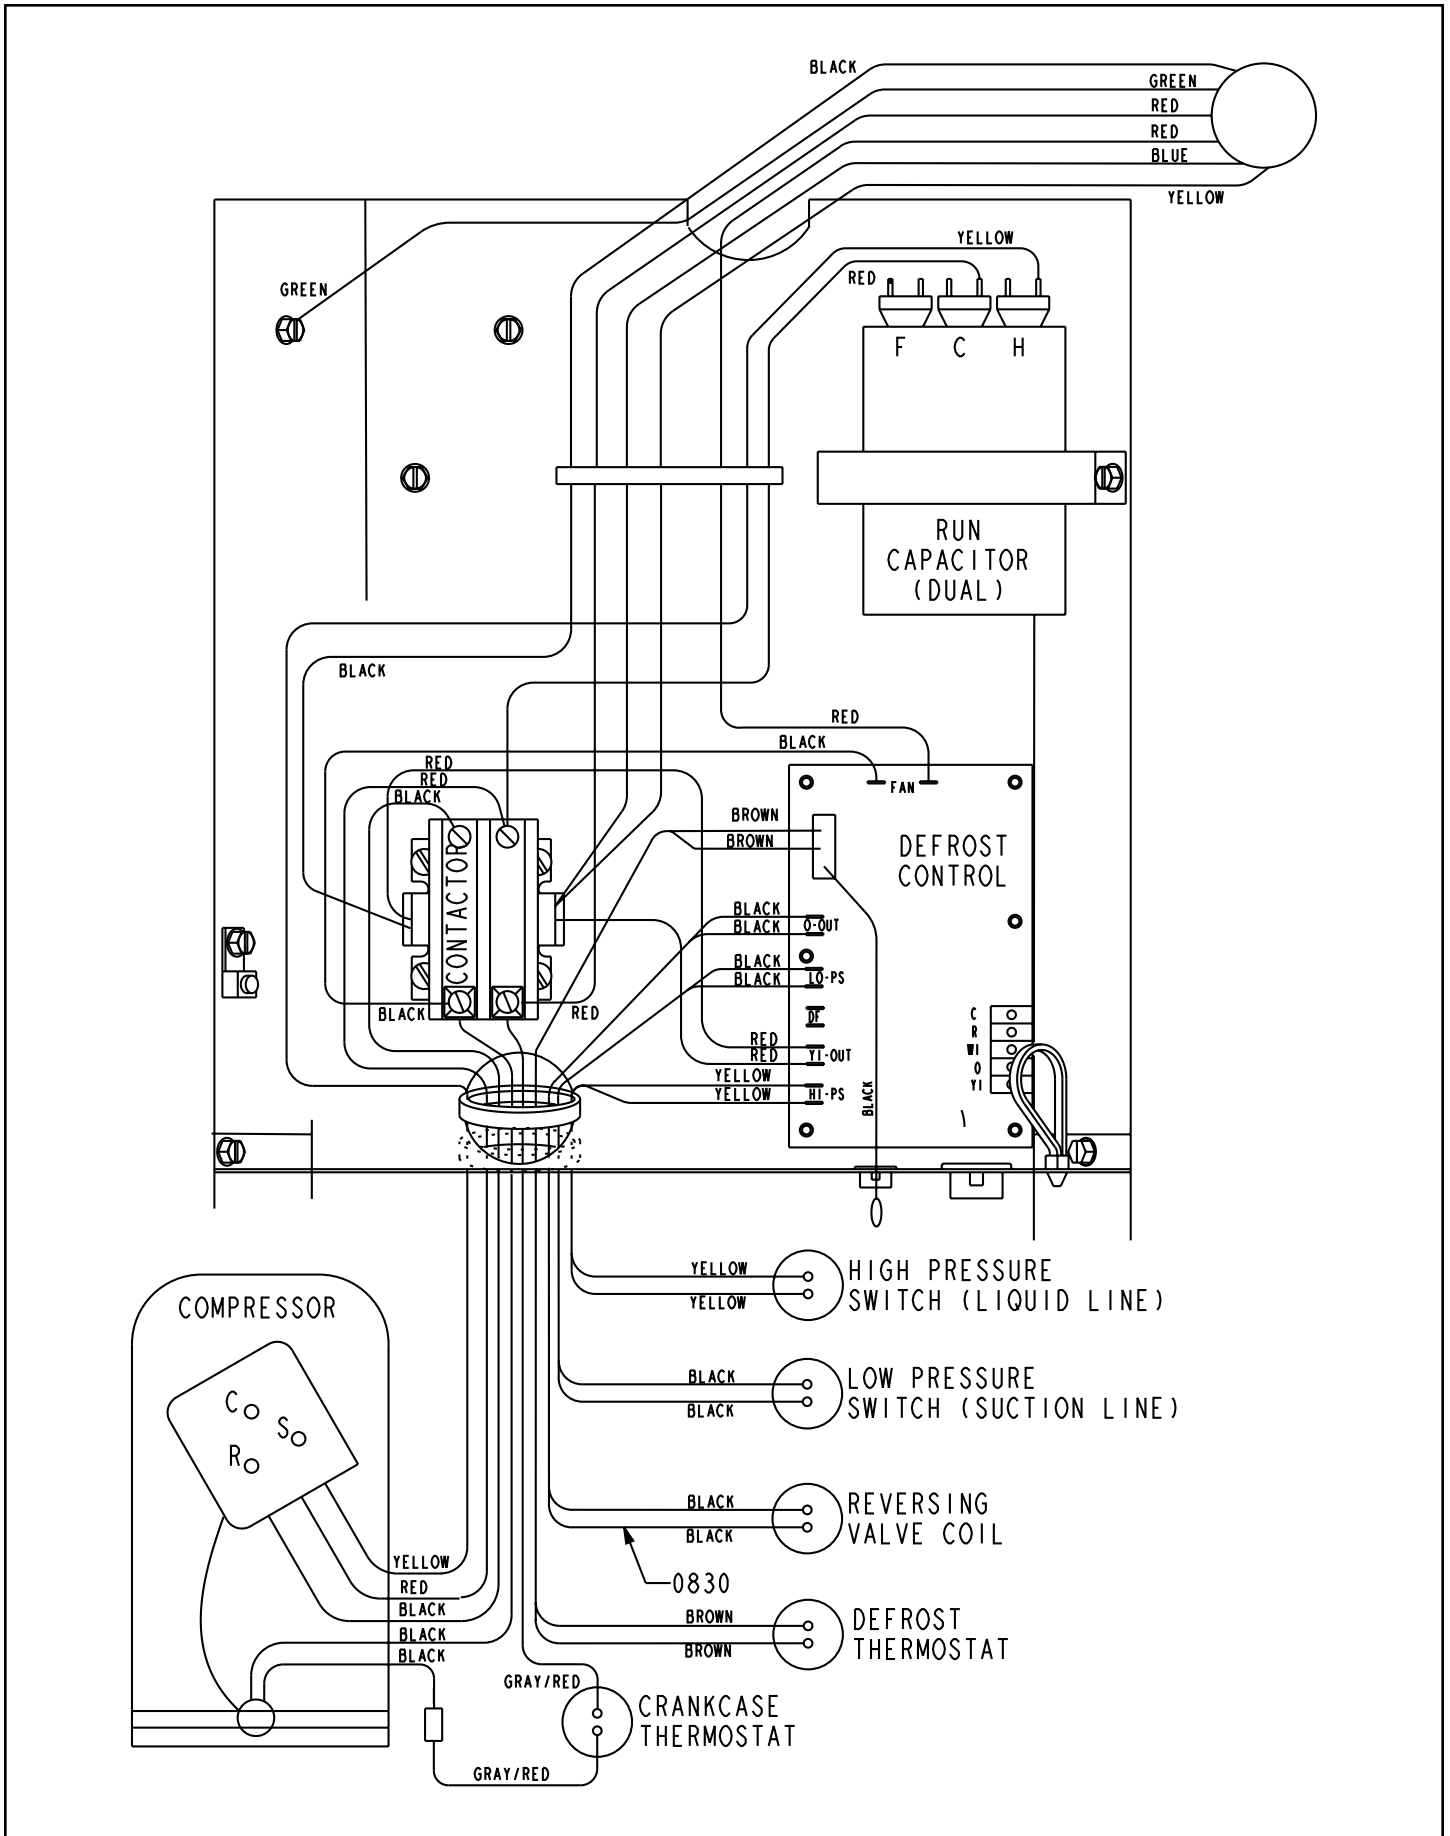 BLACK
GREEN
RED
RED
BLUE
YELLOW
YELLOW
RED
GREEN
F C H
RUN
CAPACITOR
(DUAL)
BLACK
RED
BLACK
RED
RED
BLACK
FAN
BROWN
BROWN
DEFROST
CONTROL
CONTACTOR
BLACK
BLACK
O-OUT
BLACK
BLACK
LO-PS
BLACK
RED
DF
C
R
W1
O
Y1
RED
RED
Y1-OUT
YELLOW
YELLOW
HI-PS
BLACK
YELLOW
YELLOW
HIGH PRESSURE
SWITCH (LIQUID LINE)
COMPRESSOR
C
S
R
BLACK
BLACK
LOW PRESSURE
SWITCH (SUCTION LINE)
BLACK
BLACK
REVERSING
VALVE COIL
0830
YELLOW
RED
BLACK
BLACK
BLACK
BROWN
BROWN
DEFROST
THERMOSTAT
GRAY/RED
CRANKCASE
THERMOSTAT
GRAY/RED